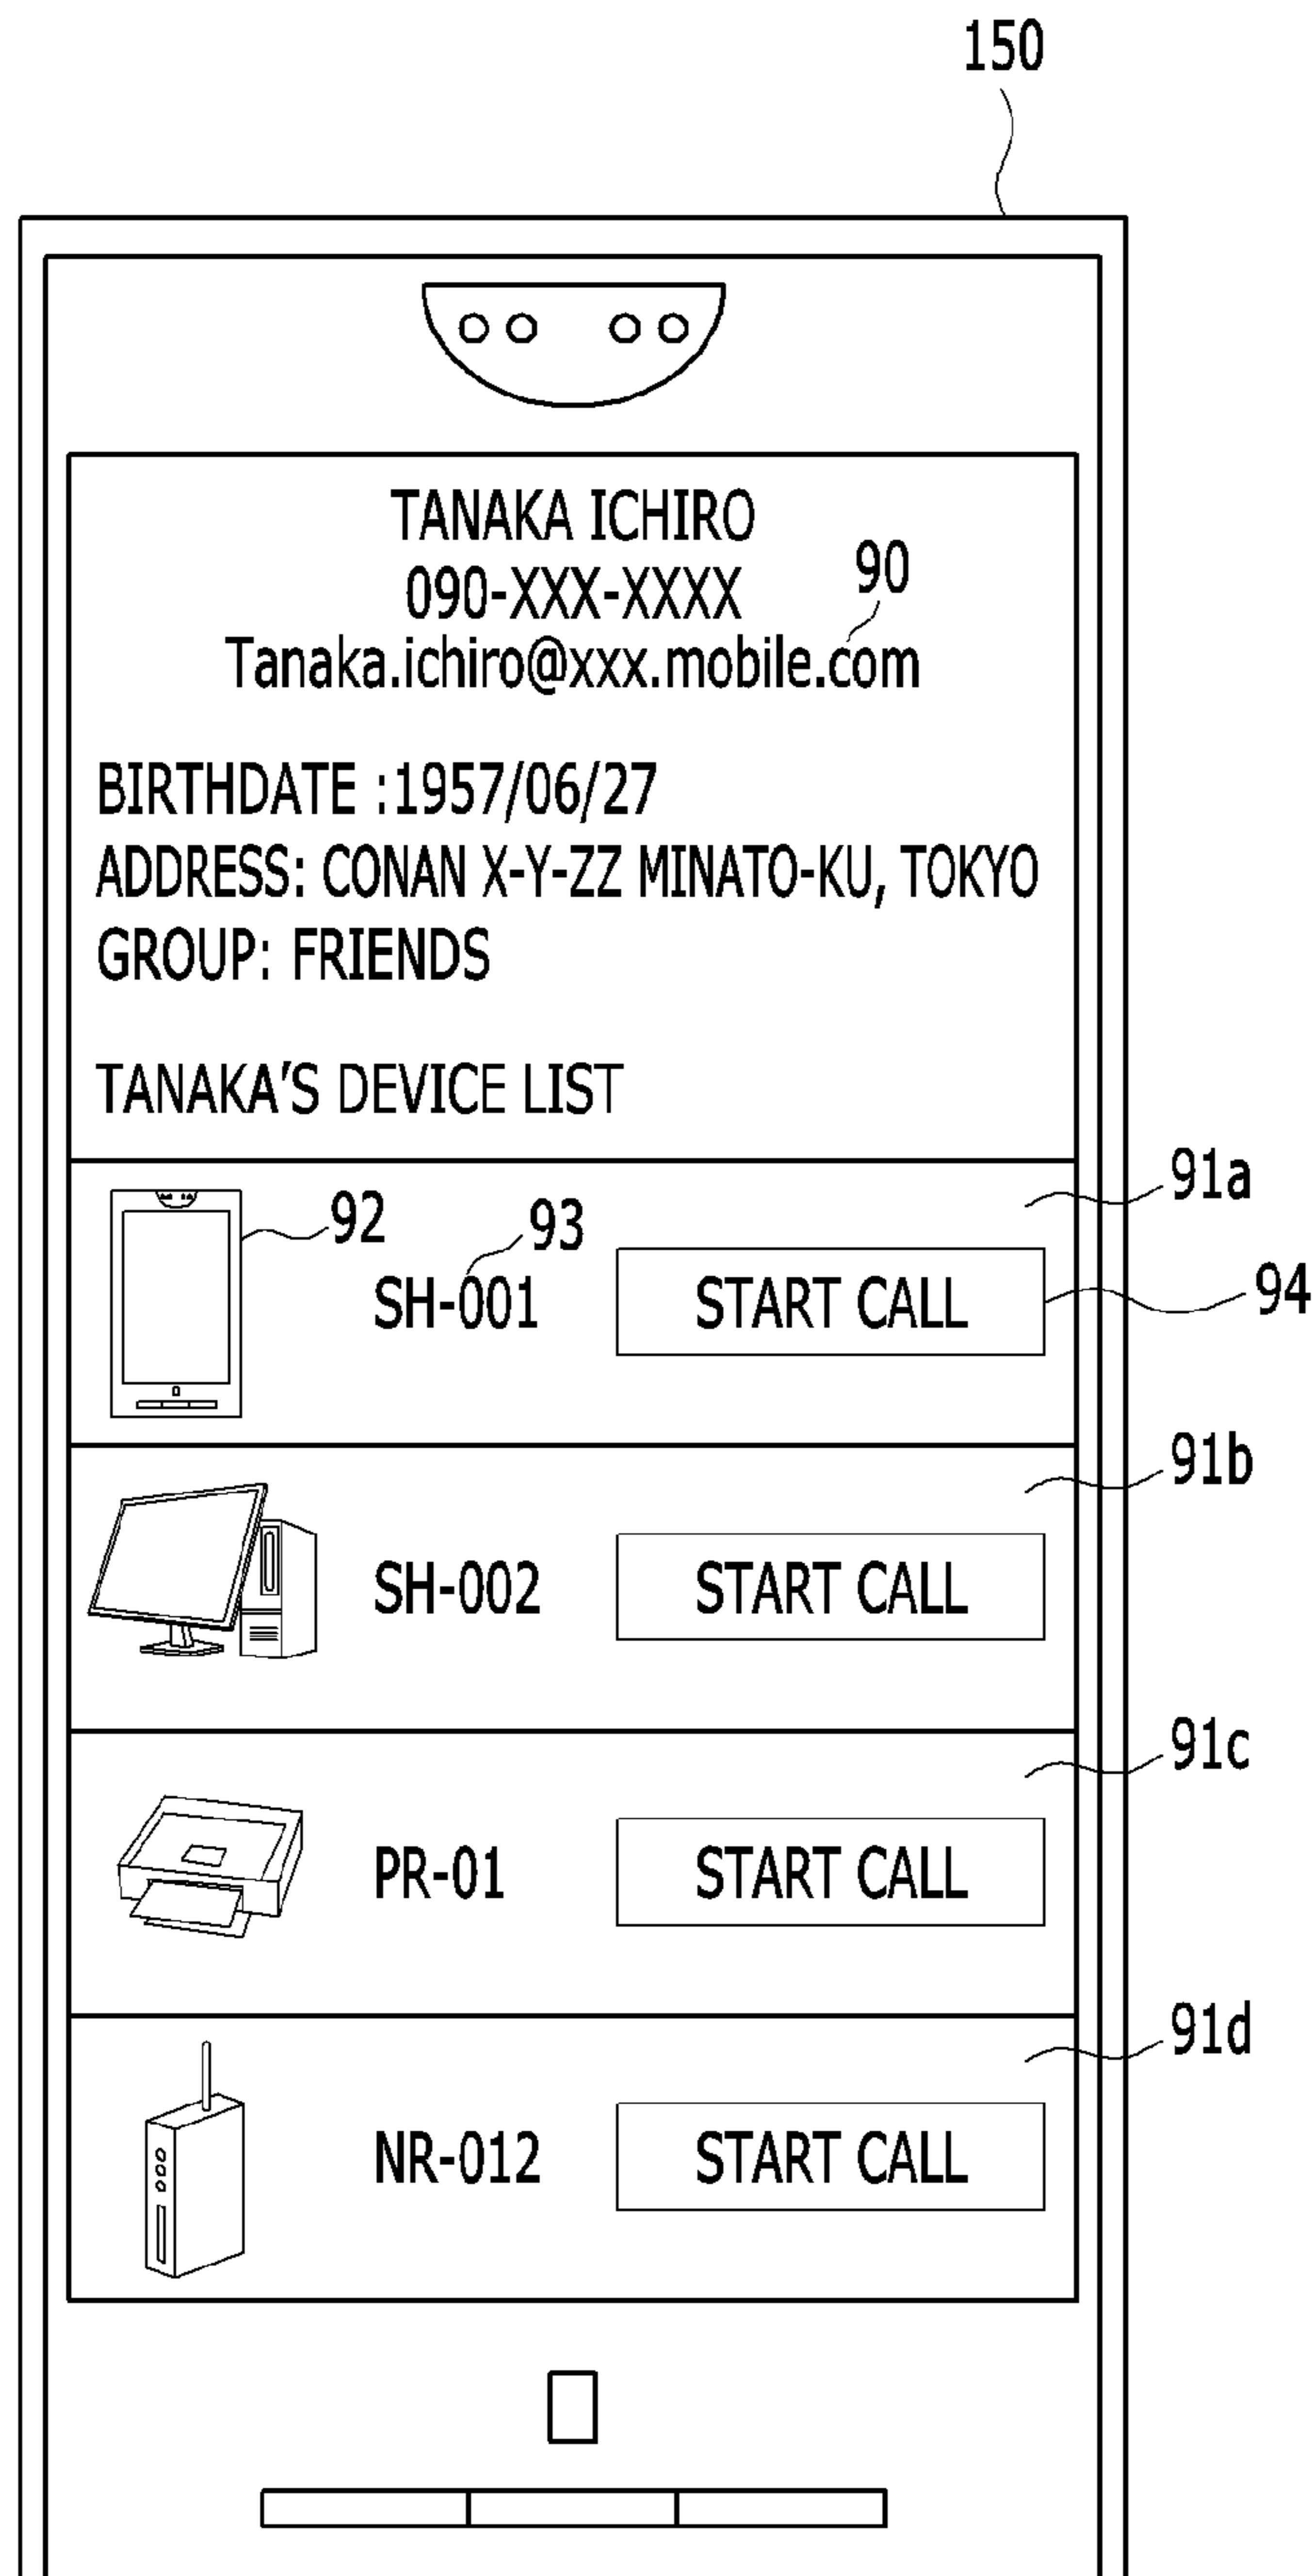 150
TANAKA ICHIRO
090-XXX-XXXX
90
Tanaka.ichiro@xxx.mobile.com
BIRTHDATE :1957/06/27
ADDRESS: CONAN X-Y-ZZ MINATO-KU, TOKYO
GROUP: FRIENDS
TANAKA'S DEVICE LIST
91a
92
93
SH-001
START CALL
94
91b
SH-002
START CALL
91c
PR-01
START CALL
91d
NR-012
START CALL